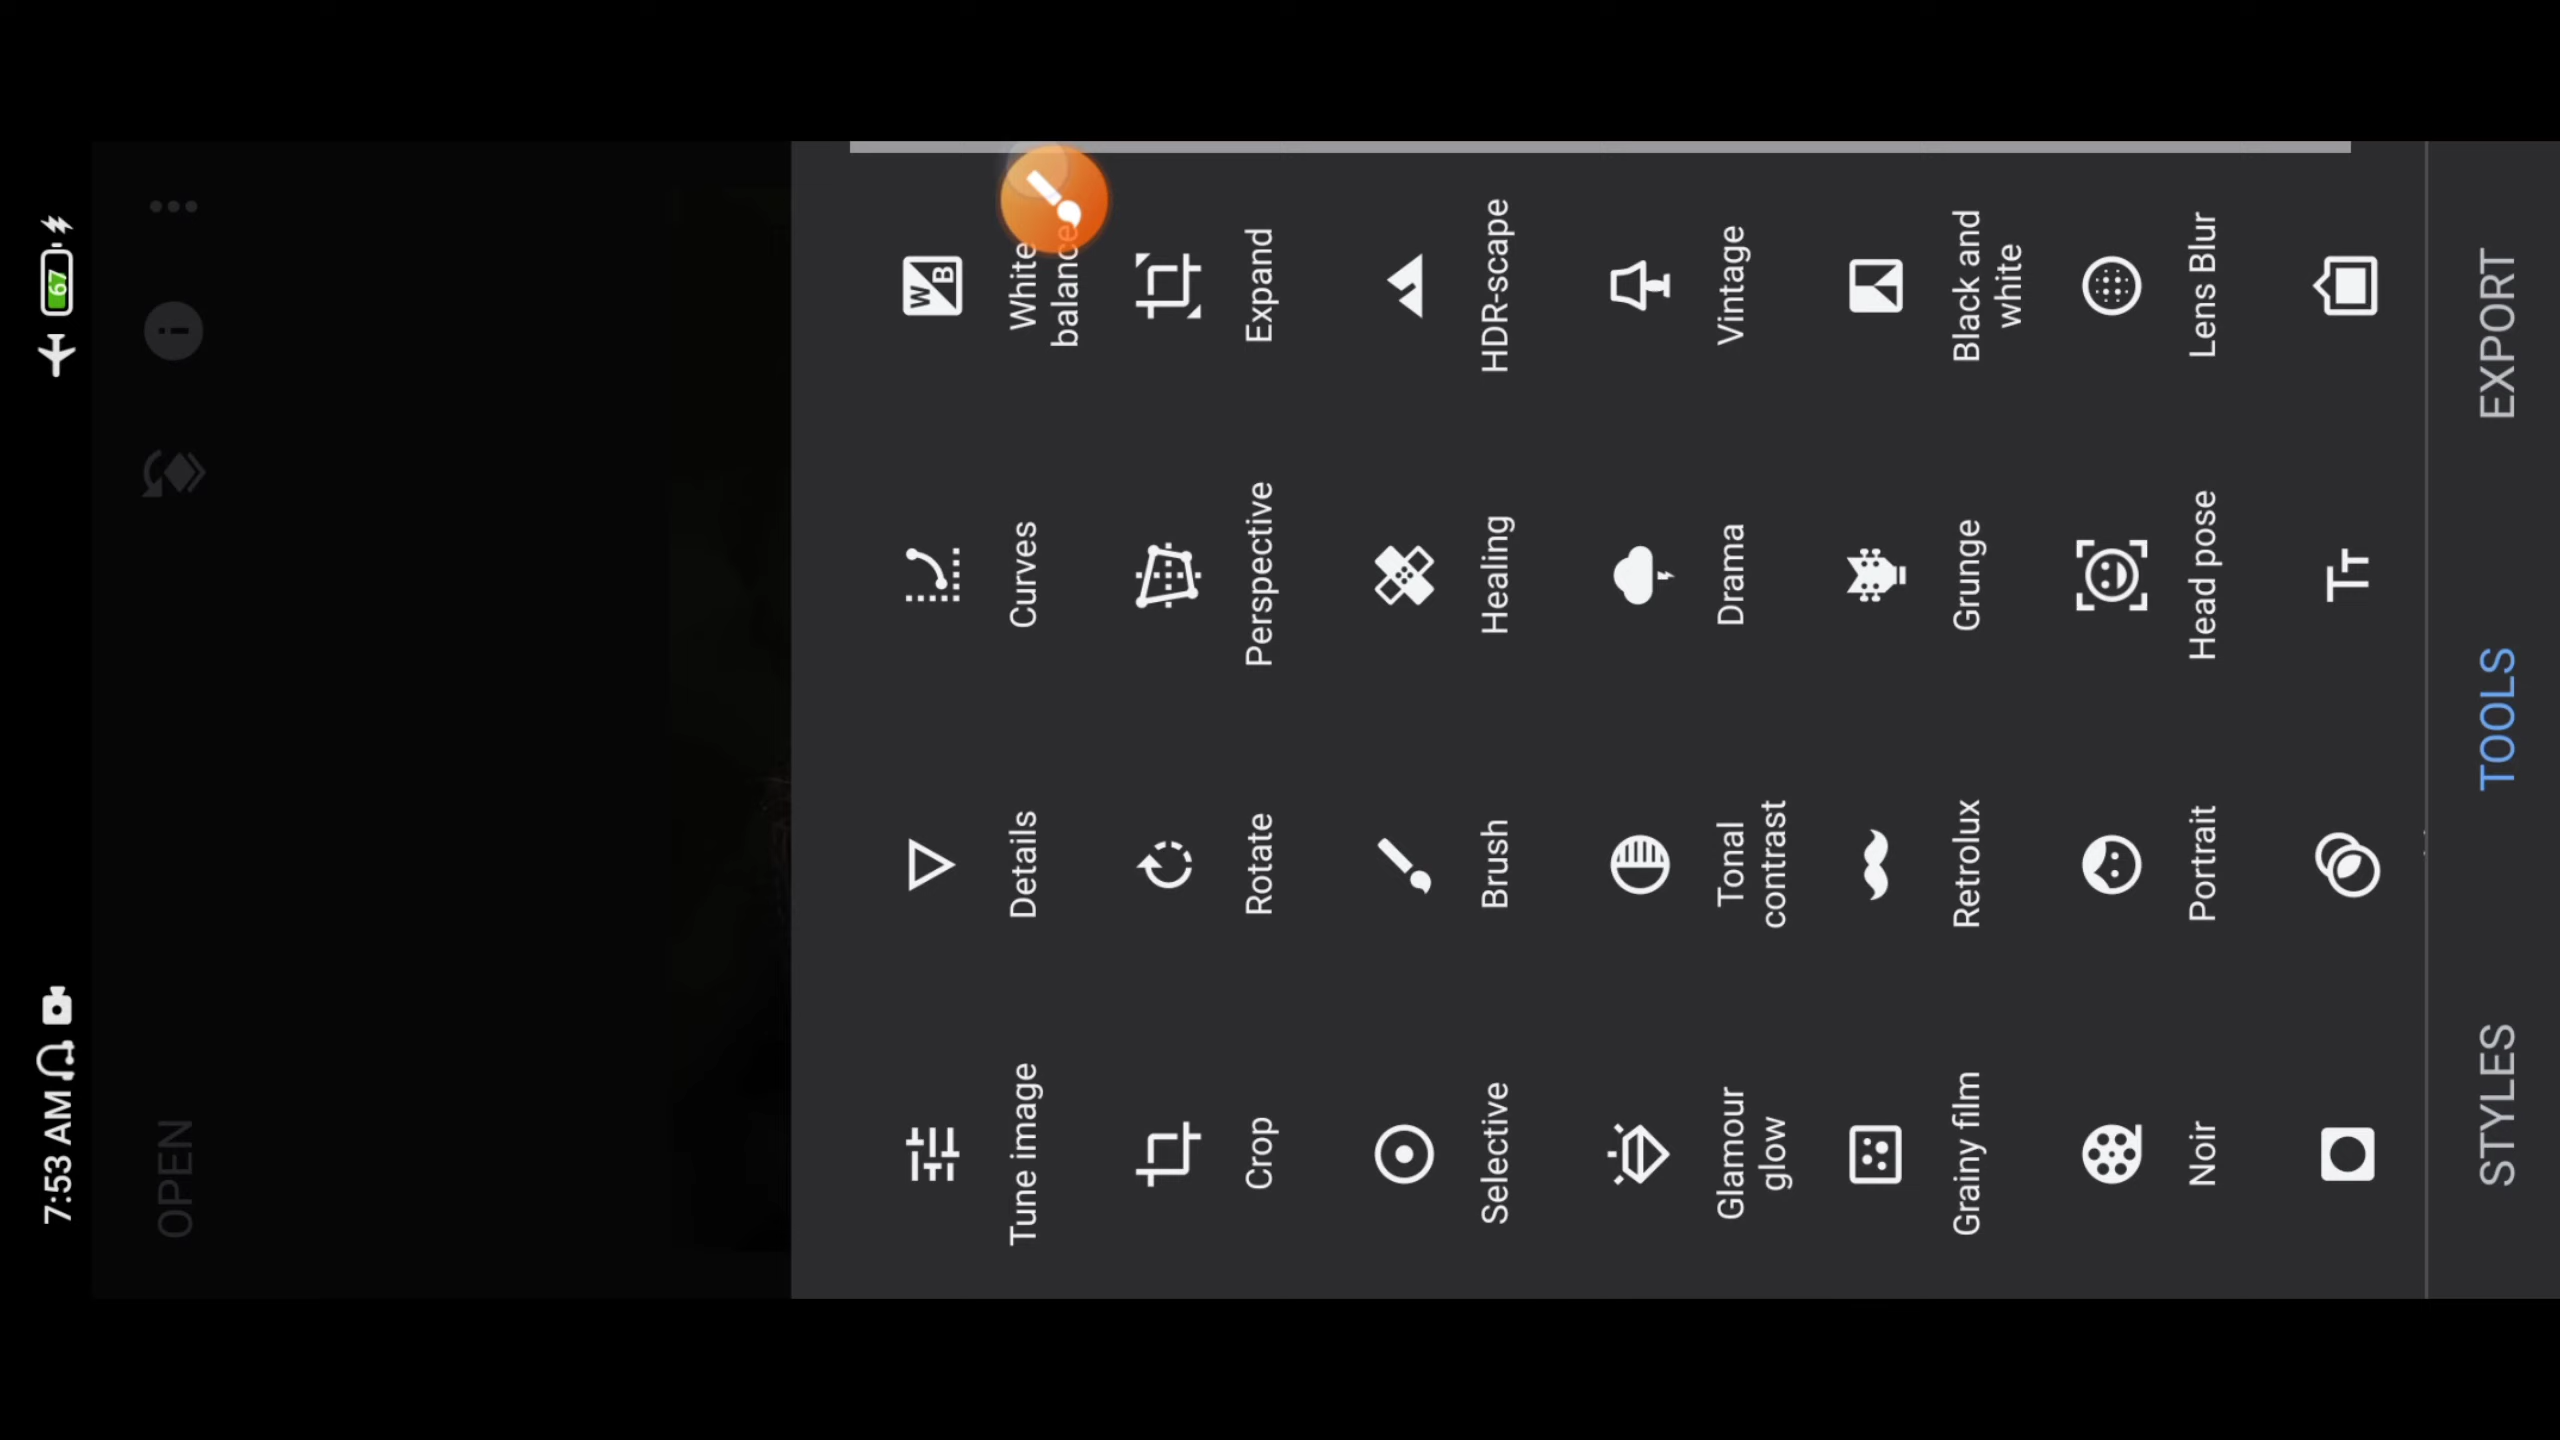 7:53 AM
67
OPEN
Tune image
Details
Curves
White
balance
WB
Crop
Rotate
Perspective
Expand
Selective
Brush
Healing
HDR-scape
Glamour
glow
Tonal
contrast
Drama
Vintage
Grainy film
Retrolux
Grunge
Black and
white
Noir
Portrait
Head pose
Lens Blur
STYLES
TOOLS
EXPORT